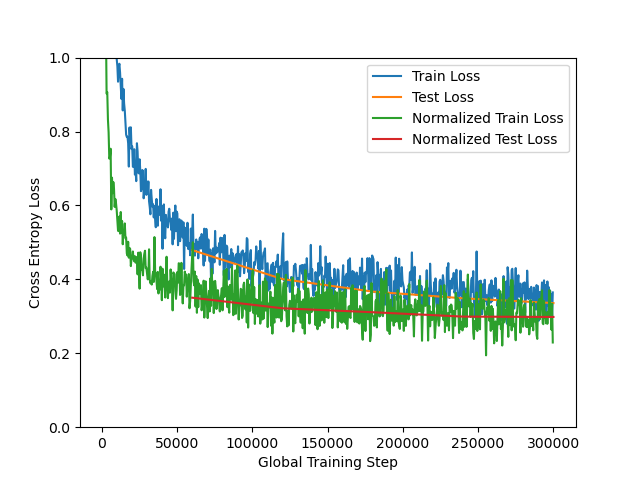 Train Loss
Test Loss
Normalized Train Loss
Normalized Test Loss
1.0
0.8
0.6
0.4
0.2
0.0
Cross Entropy Loss
0 50000 100000 150000 200000 250000 300000
Global Training Step